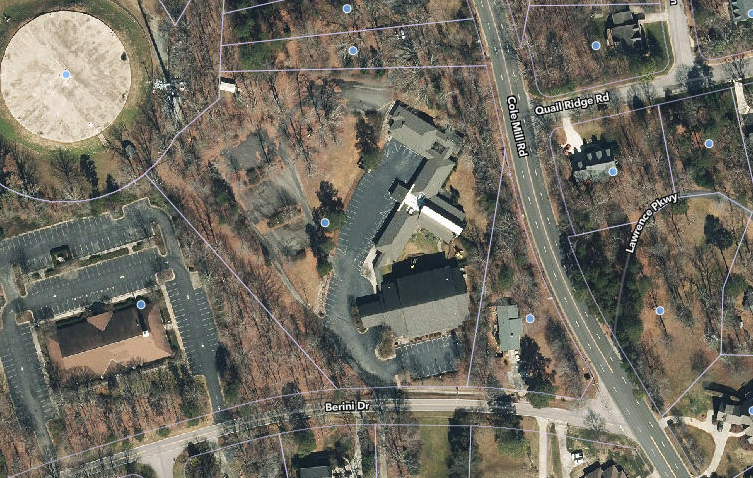 Cole Mill Rd
Quail Ridge Rd
Lawrence Pkwy
Berini Dr